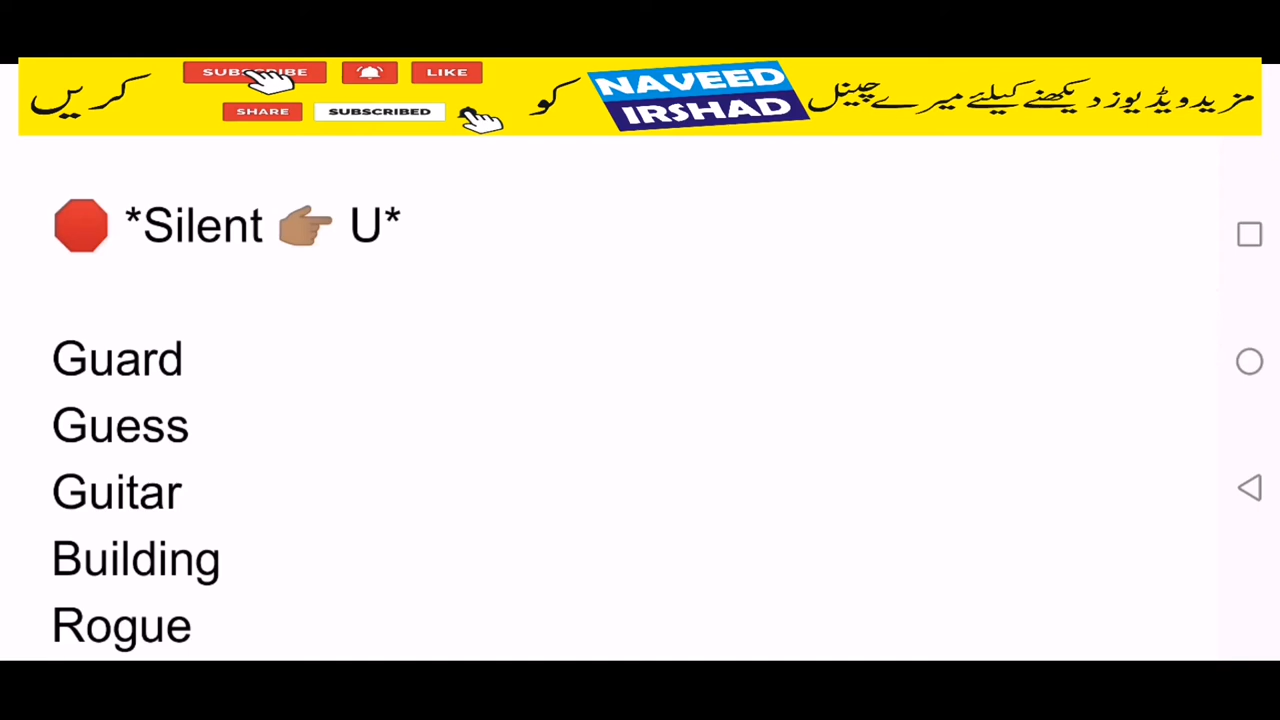 مزید ویڈیوز دیکھنے کیلئے میرے چینل NAVEED IRSHAD کو SUBSCRIBE LIKE SHARE SUBSCRIBED کریں
🛑 *Silent 👉🏽 U*
Guard
Guess
Guitar
Building
Rogue